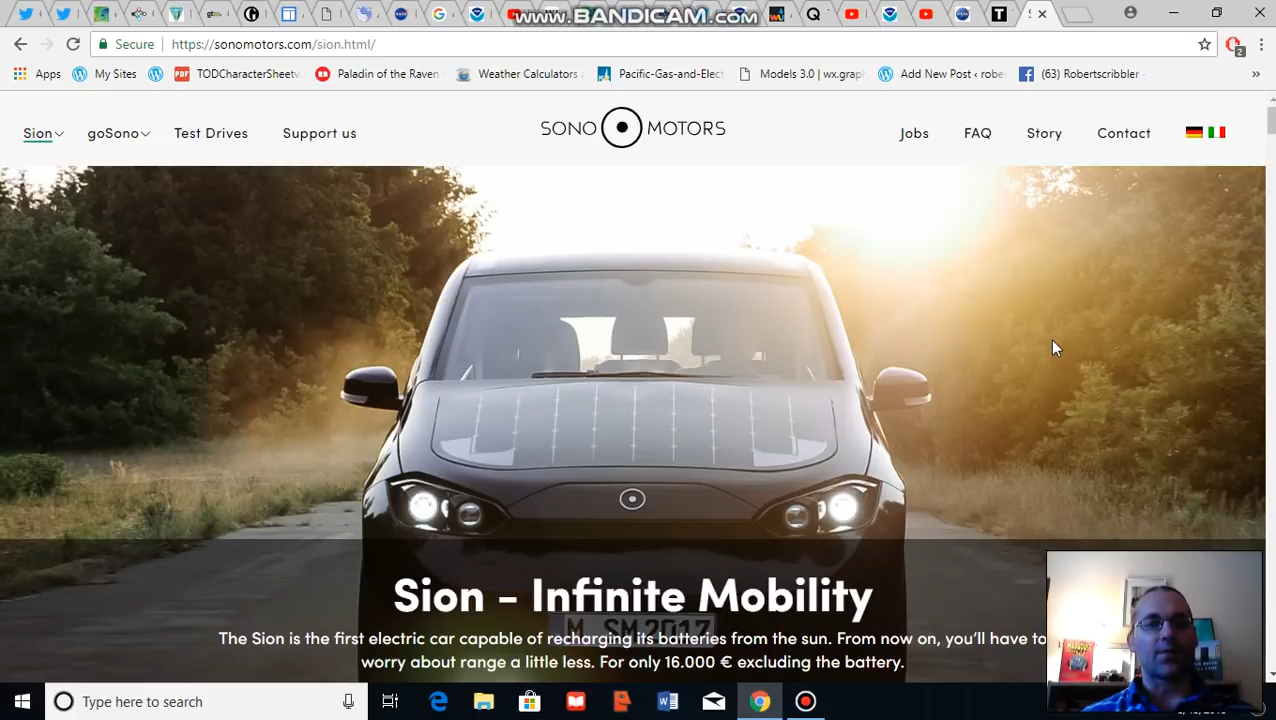 www.BANDICAM.com
Secure https://sonomotors.com/sion.html/
Apps My Sites TODCharacterSheetv Paladin of the Raven Weather Calculators Pacific-Gas-and-Elect Models 3.0 | wx.grap Add New Post ‹ robe (63) Robertscribbler
Sion goSono Test Drives Support us SONO MOTORS Jobs FAQ Story Contact
Sion - Infinite Mobility
M SM 2017
The Sion is the first electric car capable of recharging its batteries from the sun. From now on, you'll have to
worry about range a little less. For only 16.000 € excluding the battery.
Type here to search